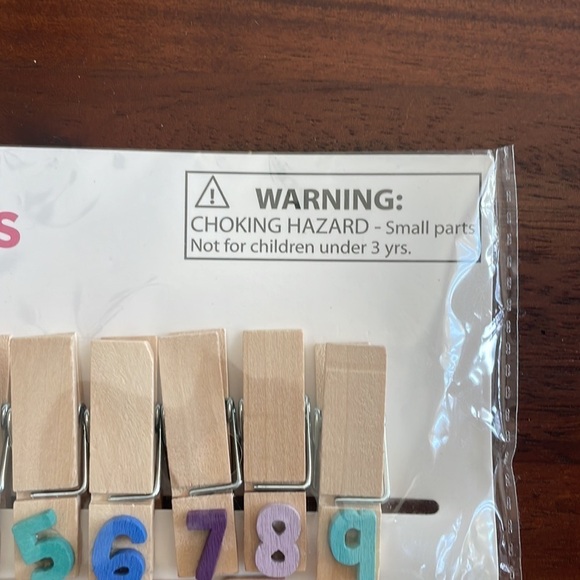 WARNING:
CHOKING HAZARD - Small parts
Not for children under 3 yrs.
s
5 6 7 8 9